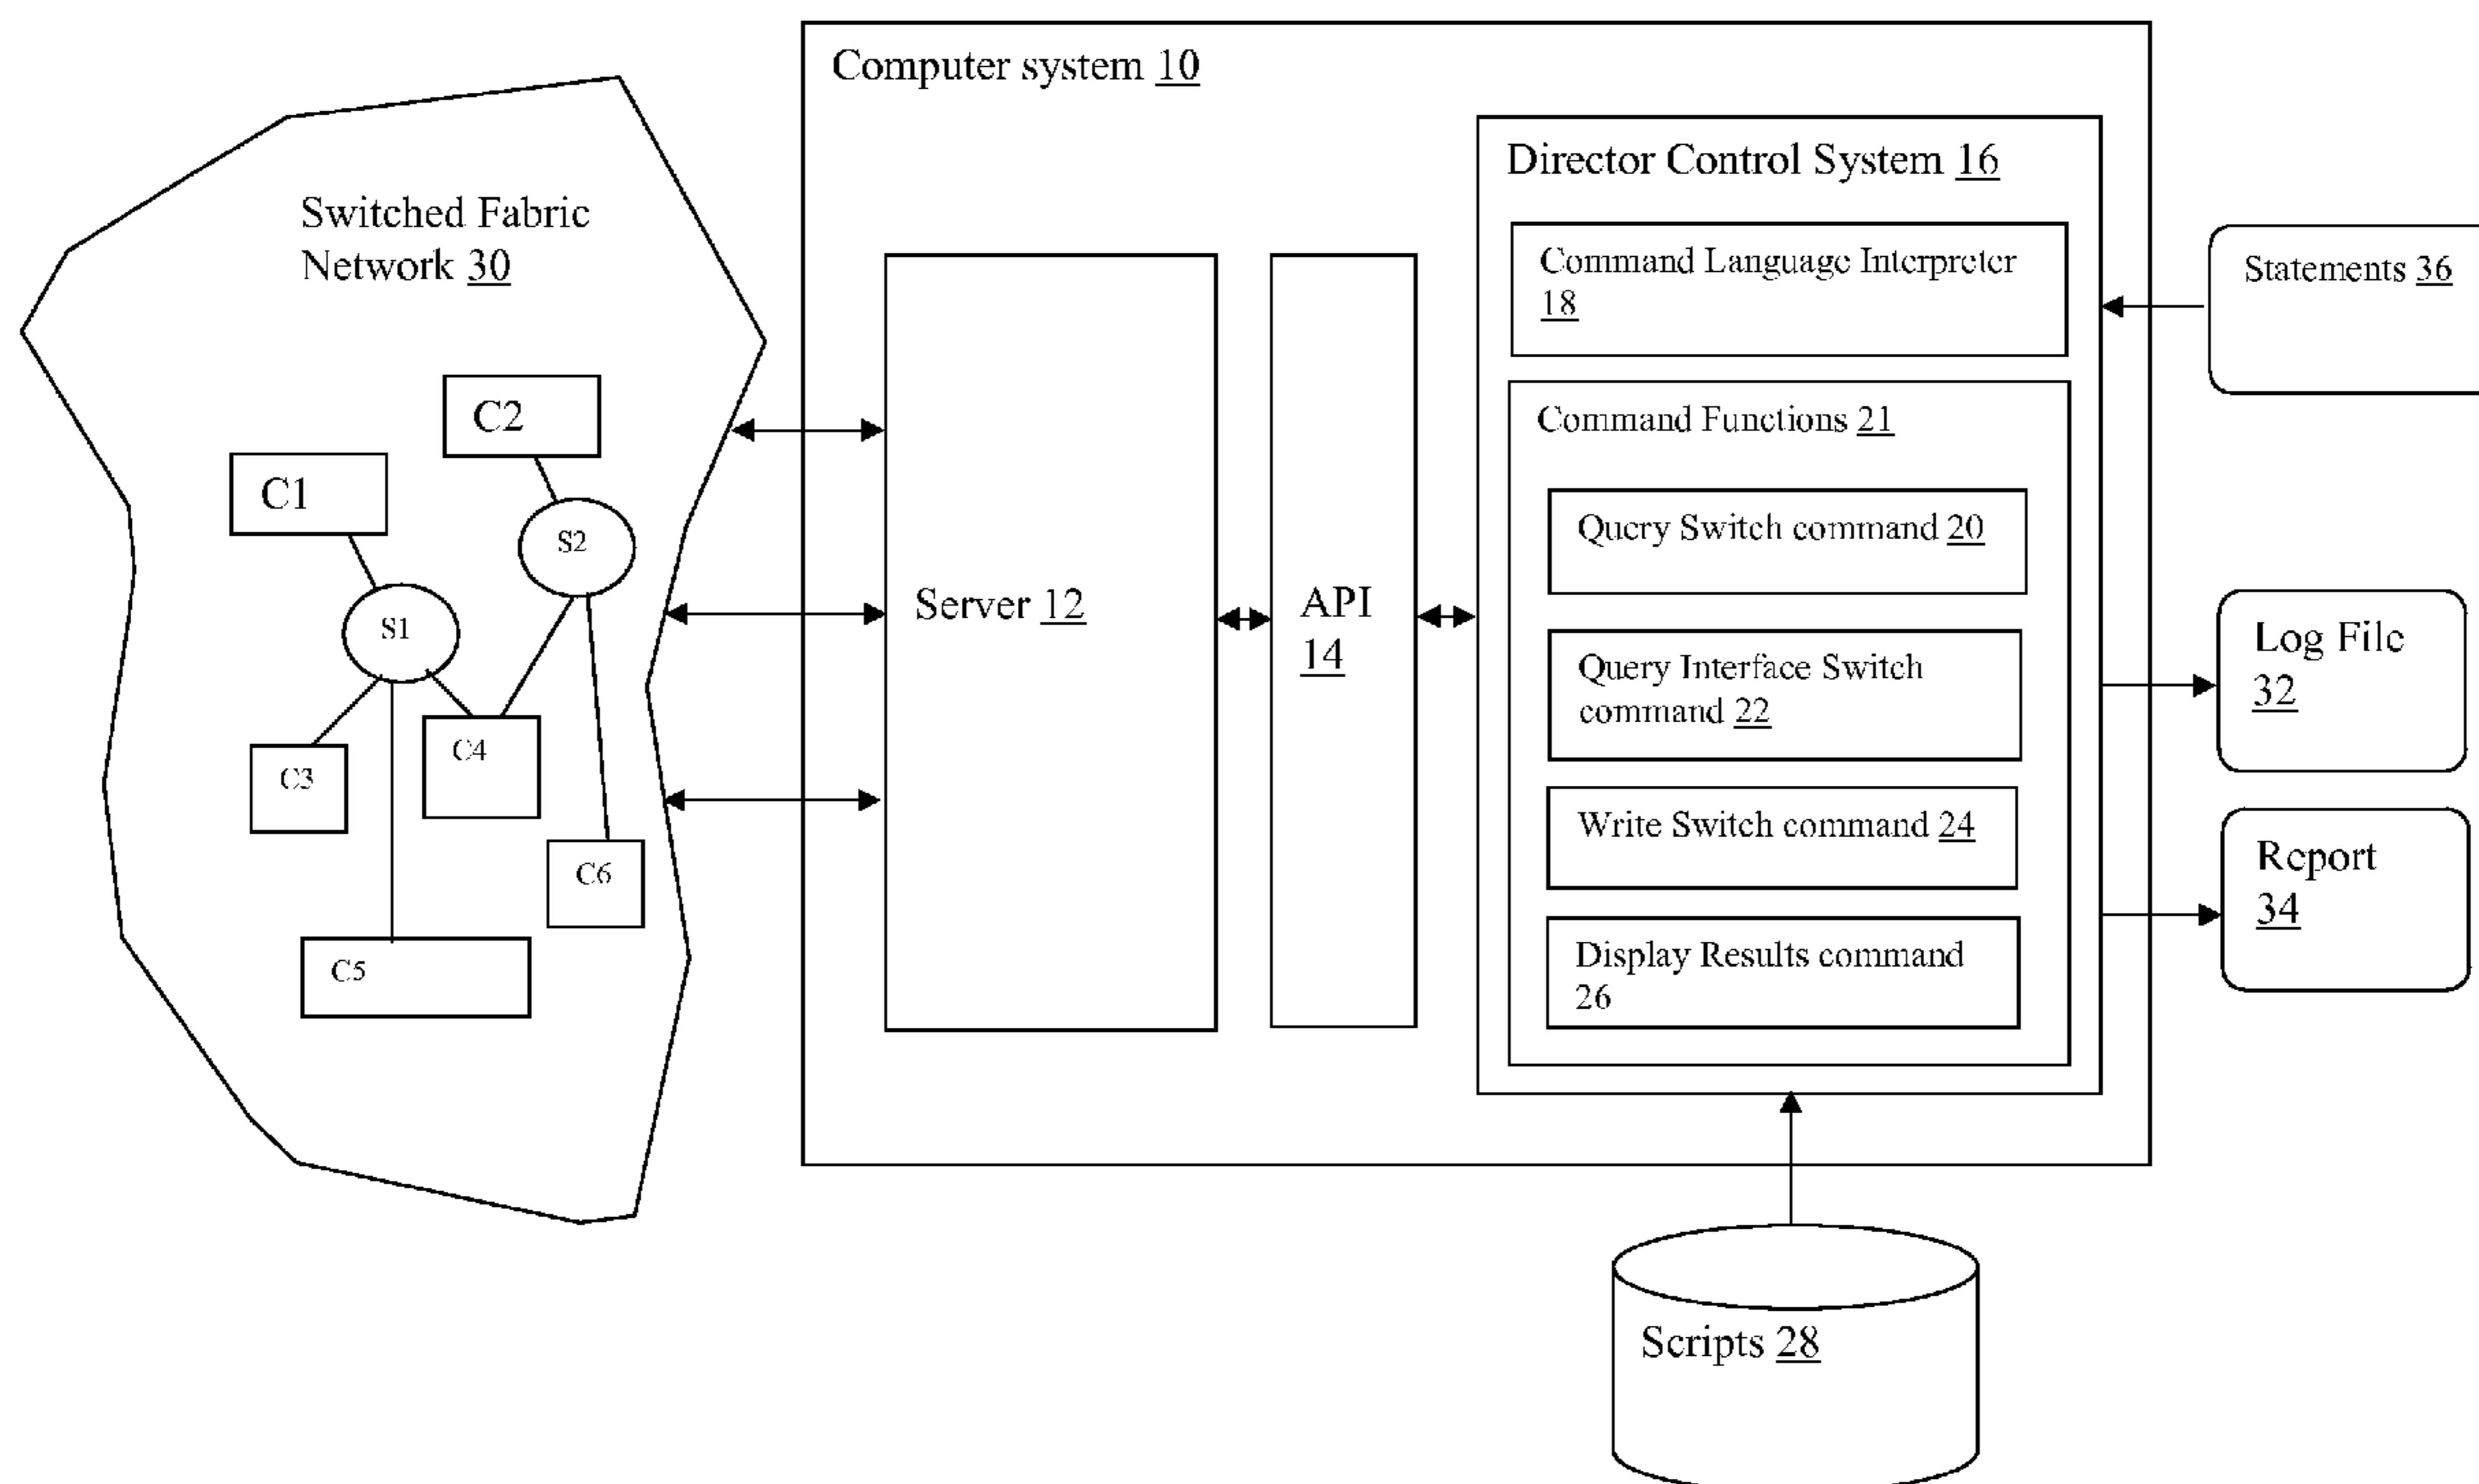 Computer system 10
Switched Fabric
Network 30
C2
C1
S2
S1
C3
C4
C6
C5
Server 12
API
14
Director Control System 16
Command Language Interpreter
18
Command Functions 21
Query Switch command 20
Query Interface Switch
command 22
Write Switch command 24
Display Results command
26
Statements 36
Log File
32
Report
34
Scripts 28